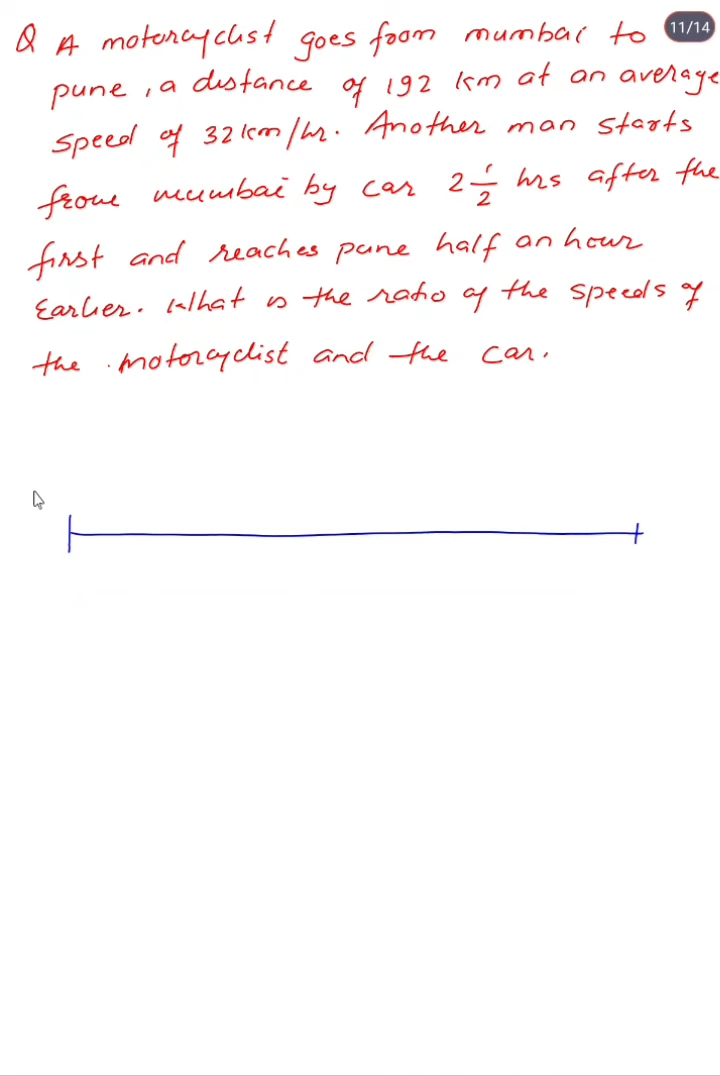 Q A motorcyclist goes from mumbai to 11/14
pune, a distance of 192 km at an average
speed of 32 km/hr. Another man starts
from mumbai by car 2 1/2 hrs after the
first and reaches pune half an hour
Earlier. What is the ratio of the speeds of
the motorcyclist and the car.